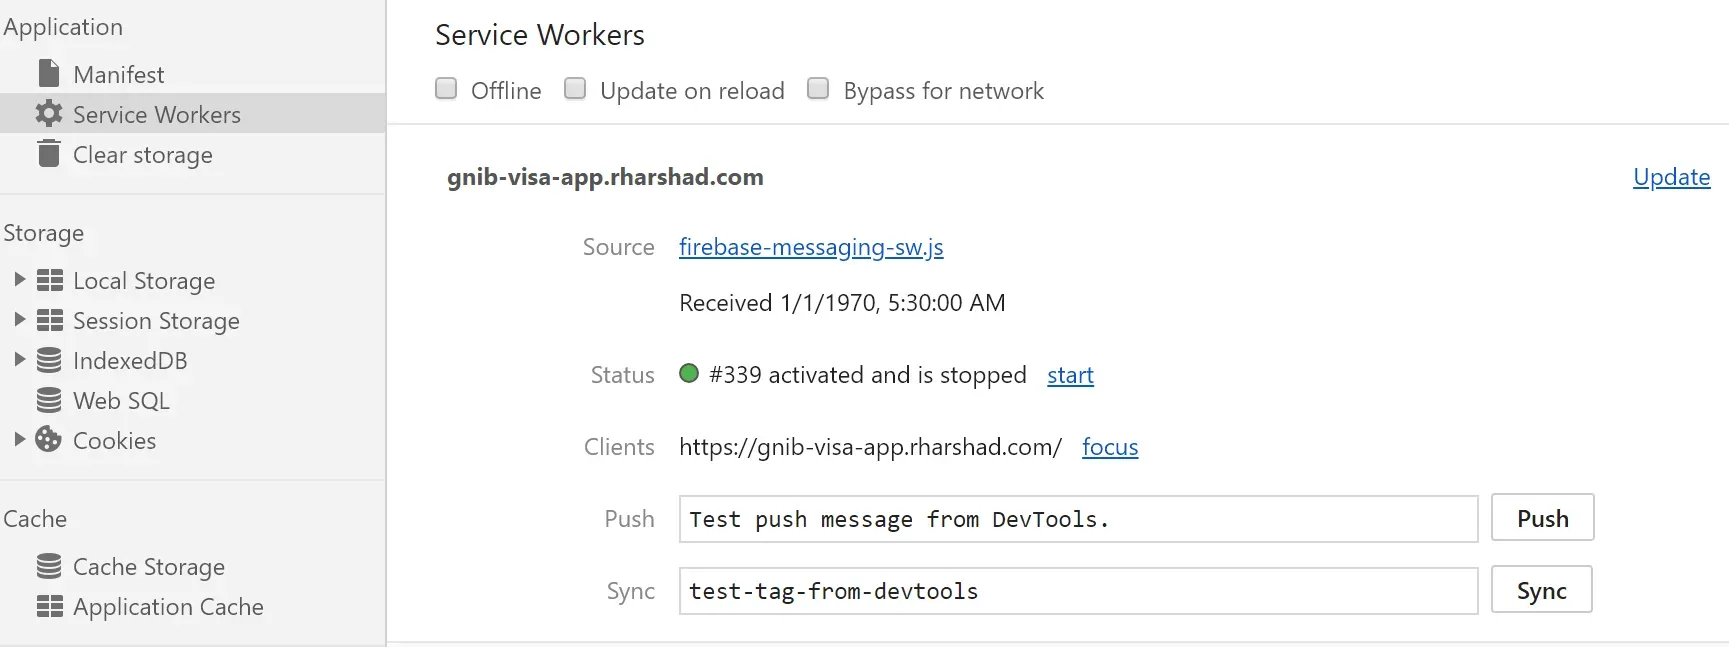 Application
Manifest
Service Workers
Clear storage
Storage
Local Storage
Session Storage
IndexedDB
Web SQL
Cookies
Cache
Cache Storage
Application Cache
Service Workers
Offline Update on reload Bypass for network
gnib-visa-app.rharshad.com Update
Source firebase-messaging-sw.js
Received 1/1/1970, 5:30:00 AM
Status #339 activated and is stopped start
Clients https://gnib-visa-app.rharshad.com/ focus
Push Test push message from DevTools. Push
Sync test-tag-from-devtools Sync